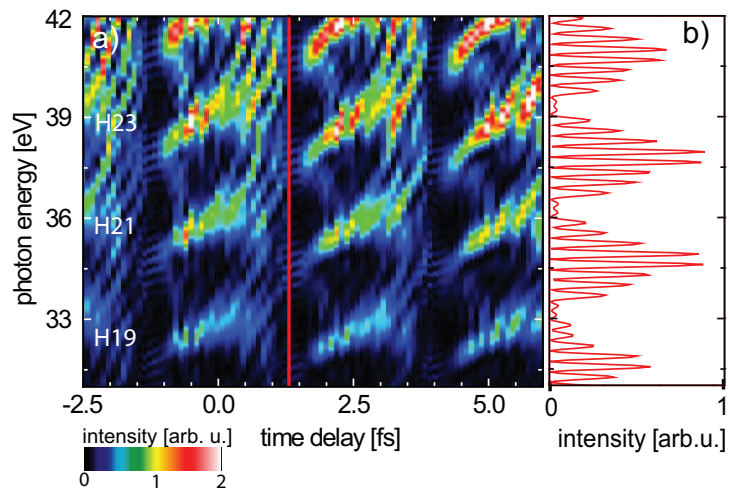 a)
b)
42
39
36
33
photon energy [eV]
H23
H21
H19
-2.5
0.0
2.5
5.0
time delay [fs]
0
1
intensity [arb.u.]
intensity [arb. u.]
0
1
2